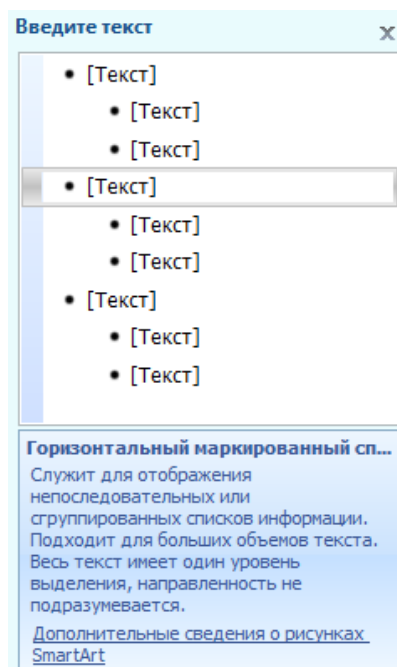 Введите текст
x
• [Текст]
• [Текст]
• [Текст]
• [Текст]
• [Текст]
• [Текст]
• [Текст]
• [Текст]
• [Текст]
Горизонтальный маркированный сп...
Служит для отображения
непоследовательных или
сгруппированных списков информации.
Подходит для больших объемов текста.
Весь текст имеет один уровень
выделения, направленность не
подразумевается.
Дополнительные сведения о рисунках
SmartArt